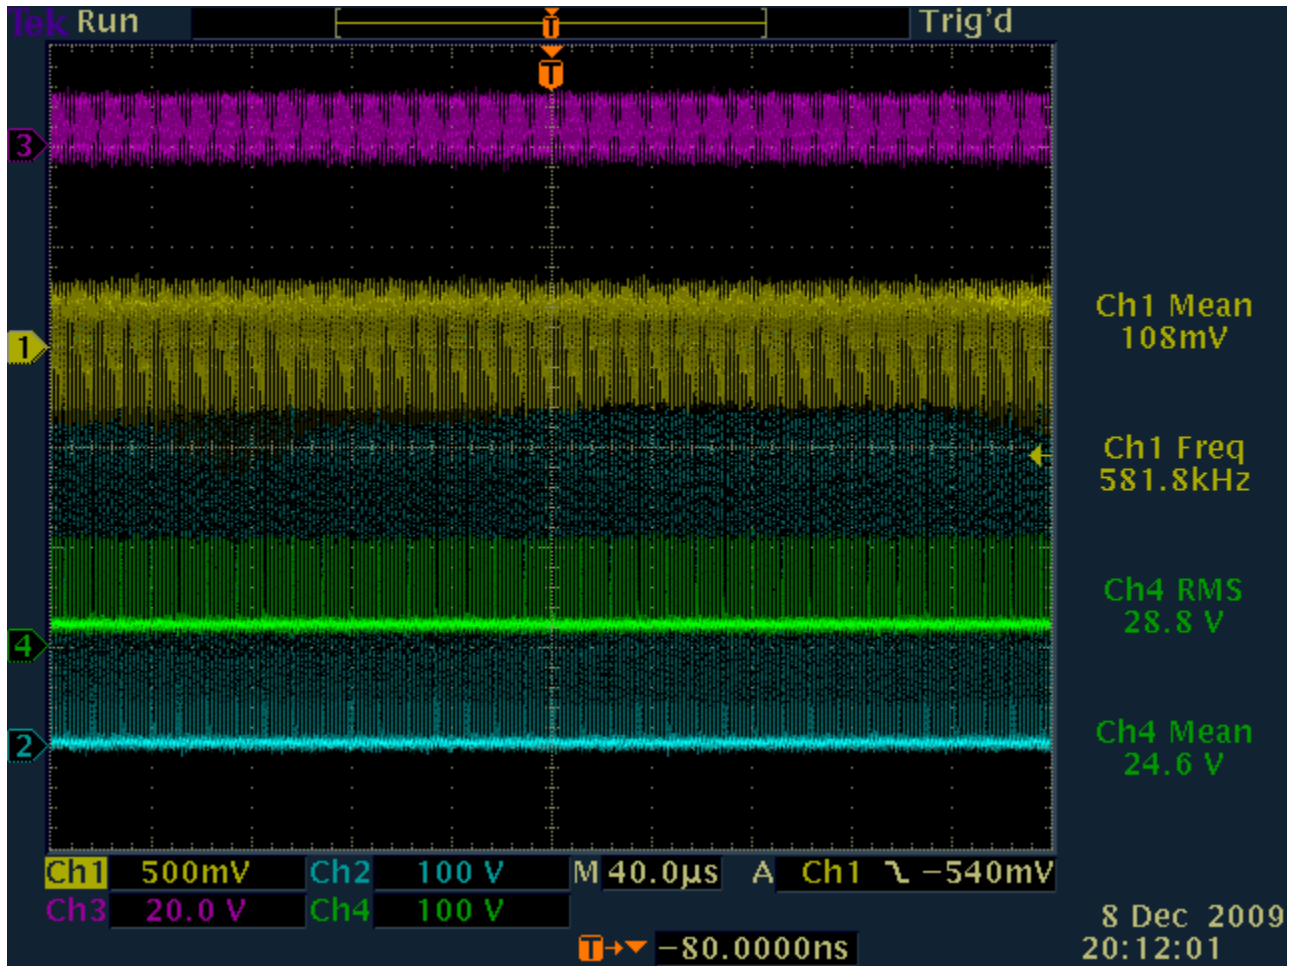 Tek Run Trig'd
T
T
3
1
4
2
Ch1 Mean
108mV
Ch1 Freq
581.8kHz
Ch4 RMS
28.8 V
Ch4 Mean
24.6 V
Ch1 500mV Ch2 100 V M 40.0µs A Ch1 -540mV
Ch3 20.0 V Ch4 100 V
T -80.0000ns
8 Dec 2009
20:12:01